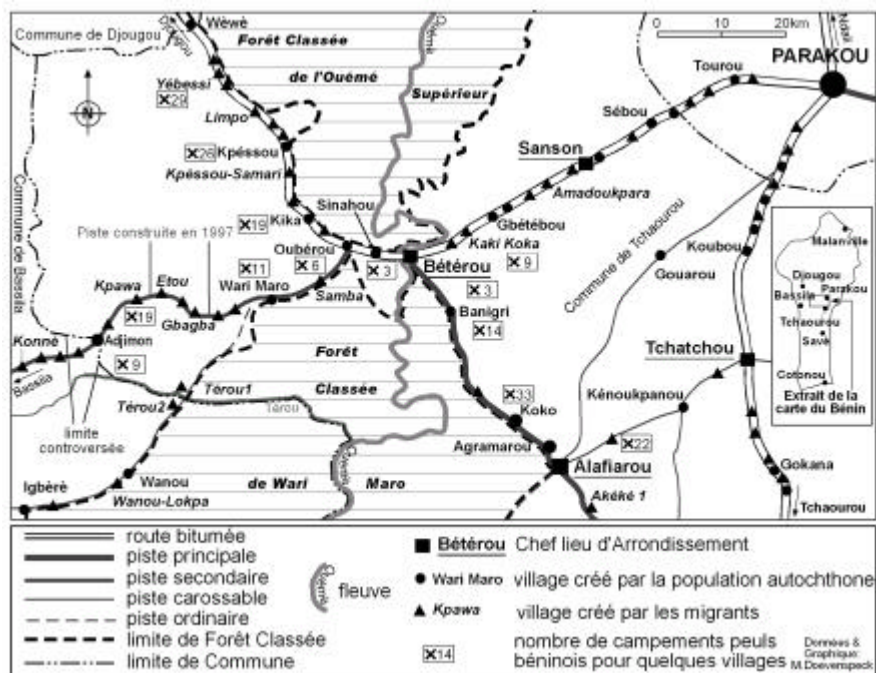 Commune de Djougou
Djougou
Wèwè
Forêt Classée
de l'Ouémé
Supérieur
Ouémé
0 10 20km
Ndali
PARAKOU
Tourou
Yébessi
29
Limpo
Sébou
N
26
Kpéssou
Kpéssou-Samari
Sanson
Amadoukpara
Commune de Bassila
Sinahou
19
Kika
Gbétébou
Piste construite en 1997
Oubérou
Kaki Koka
Koubou
Malanville
11
6
3
Bétérou
9
Gouarou
Commune de Tchaourou
Kpawa
Etou
Wari Maro
Samba
3
Djougou
Parakou
Bassila
19
Gbagba
Banigri
14
Tchaourou
Konné
Adjimon
Forêt
Tchatchou
Savè
Bassila
9
Térou1
Classée
33
Kénoukpanou
Cotonou
Térou2
Térou
Koko
Extrait de la
carte du Bénin
limite
controversée
Agramarou
22
Ouémé
Wanou
de Wari
Maro
Alafiarou
Gokana
Igbèrè
Wanou-Lokpa
Akéké 1
Tchaourou
route bitumée
piste principale
piste secondaire
piste carossable
piste ordinaire
limite de Forêt Classée
limite de Commune
Ouémé
fleuve
Bétérou Chef lieu d'Arrondissement
Wari Maro village créé par la population autochthone
Kpawa village créé par les migrants
14 nombre de campements peuls
béninois pour quelques villages
Données &
Graphique:
M.Doevenspeck